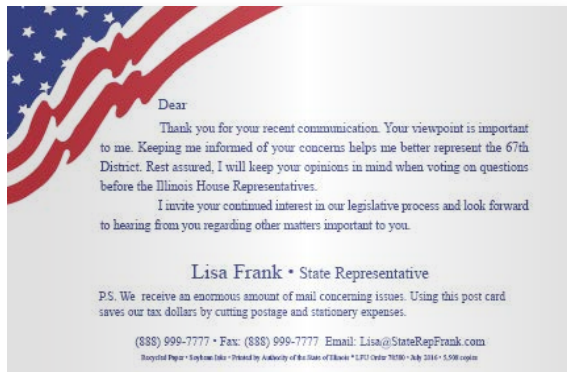 Dear
Thank you for your recent communication. Your viewpoint is important
to me. Keeping me informed of your concerns helps me better represent the 67th
District. Rest assured, I will keep your opinions in mind when voting on questions
before the Illinois House Representatives.
I invite your continued interest in our legislative process and look forward
to hearing from you regarding other matters important to you.
Lisa Frank • State Representative
P.S. We receive an enormous amount of mail concerning issues. Using this post card
saves our tax dollars by cutting postage and stationery expenses.
(888) 999-7777 • Fax: (888) 999-7777 Email: Lisa@StateRepFrank.com
Recycled Paper • Soybean Inks • Printed by Authority of the State of Illinois * LPU Order 70580 • July 2016 • 5,500 copies